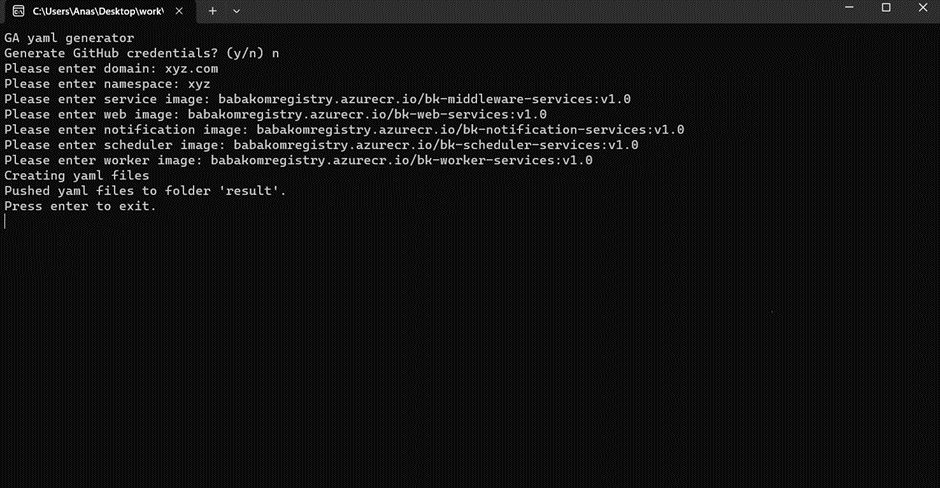 C:\Users\Anas\Desktop\work\
GA yaml generator
Generate GitHub credentials? (y/n) n
Please enter domain: xyz.com
Please enter namespace: xyz
Please enter service image: babakomregistry.azurecr.io/bk-middleware-services:v1.0
Please enter web image: babakomregistry.azurecr.io/bk-web-services:v1.0
Please enter notification image: babakomregistry.azurecr.io/bk-notification-services:v1.0
Please enter scheduler image: babakomregistry.azurecr.io/bk-scheduler-services:v1.0
Please enter worker image: babakomregistry.azurecr.io/bk-worker-services:v1.0
Creating yaml files
Pushed yaml files to folder 'result'.
Press enter to exit.